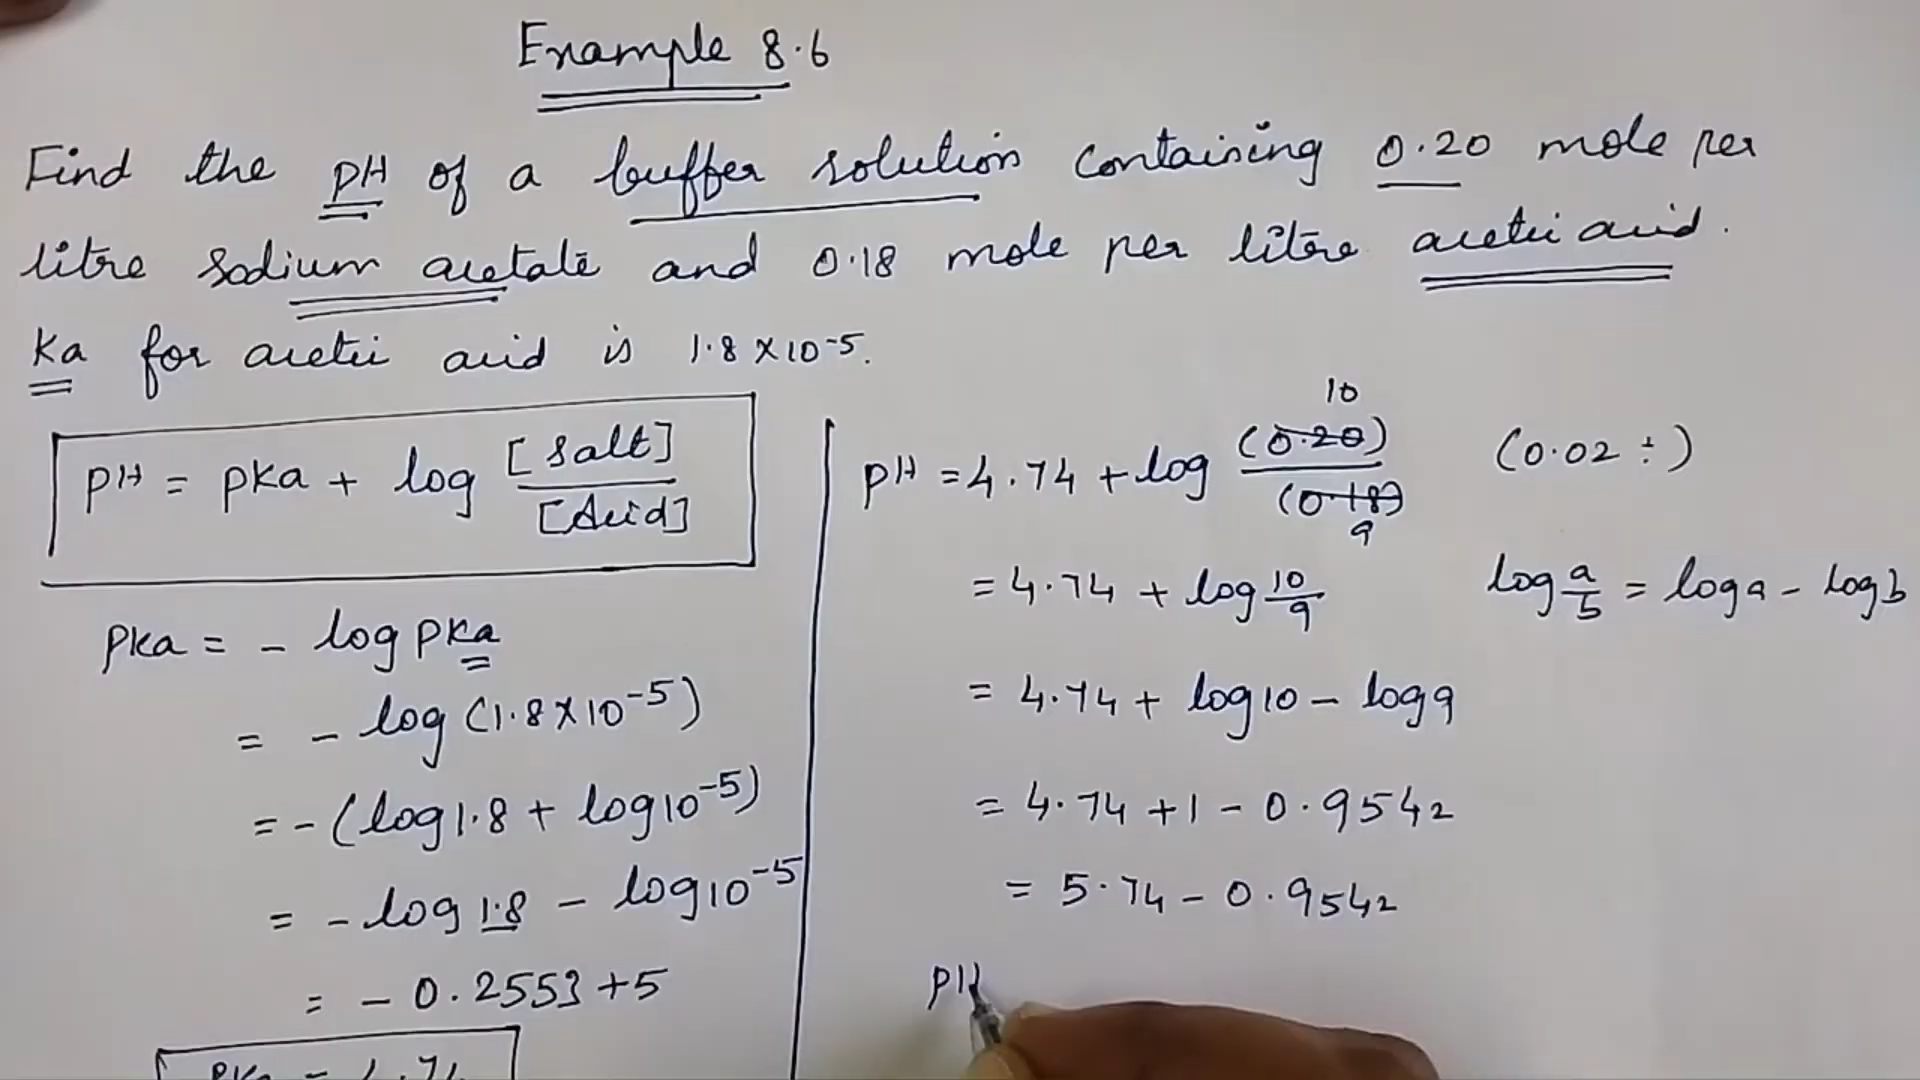 Example 8.6
Find the pH of a buffer solution containing 0.20 mole per
litre sodium acetate and 0.18 mole per litre acetic acid.
Ka for acetic acid is 1.8 × 10⁻⁵.
pH = pKa + log [Salt]/[Acid]
pKa = - log pKa
= - log (1.8 × 10⁻⁵)
= - (log 1.8 + log 10⁻⁵)
= - log 1.8 - log 10⁻⁵
= - 0.2553 + 5
pKa = 4.74
pH = 4.74 + log (0.20)/(0.18) (0.02 ÷)
10
9
= 4.74 + log 10/9
log a/b = log a - log b
= 4.74 + log 10 - log 9
= 4.74 + 1 - 0.9542
= 5.74 - 0.9542
pH